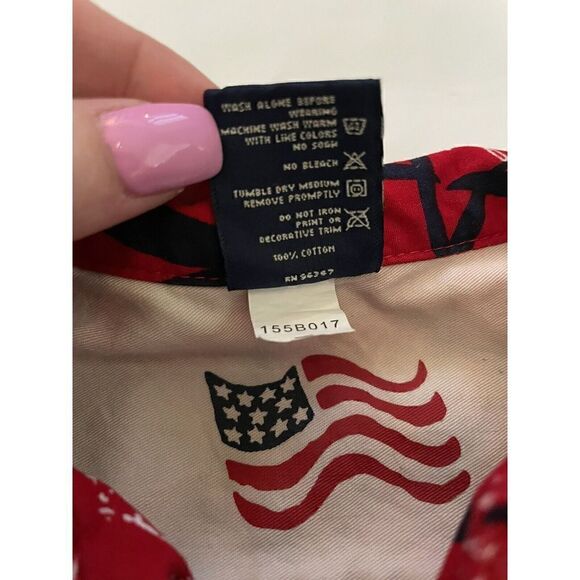 WASH ALONE BEFORE
WEARING
MACHINE WASH WARM
WITH LIKE COLORS
NO SOAK
NO BLEACH
TUMBLE DRY MEDIUM
REMOVE PROMPTLY
DO NOT IRON
PRINT OR
DECORATIVE TRIM
100% COTTON
RN 96367
155B017